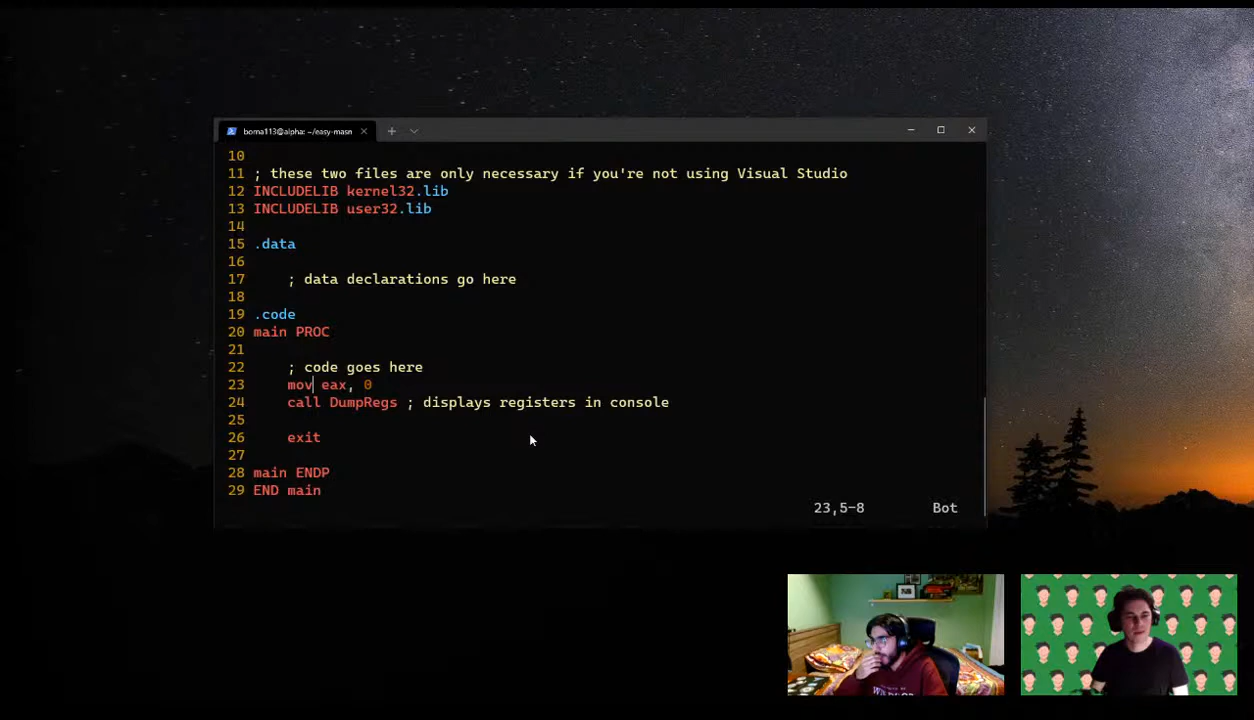 borna113@alpha: ~/easy-masm
10
11 ; these two files are only necessary if you're not using Visual Studio
12 INCLUDELIB kernel32.lib
13 INCLUDELIB user32.lib
14
15 .data
16
17 ; data declarations go here
18
19 .code
20 main PROC
21
22 ; code goes here
23 mov eax, 0
24 call DumpRegs ; displays registers in console
25
26 exit
27
28 main ENDP
29 END main
23,5-8 Bot